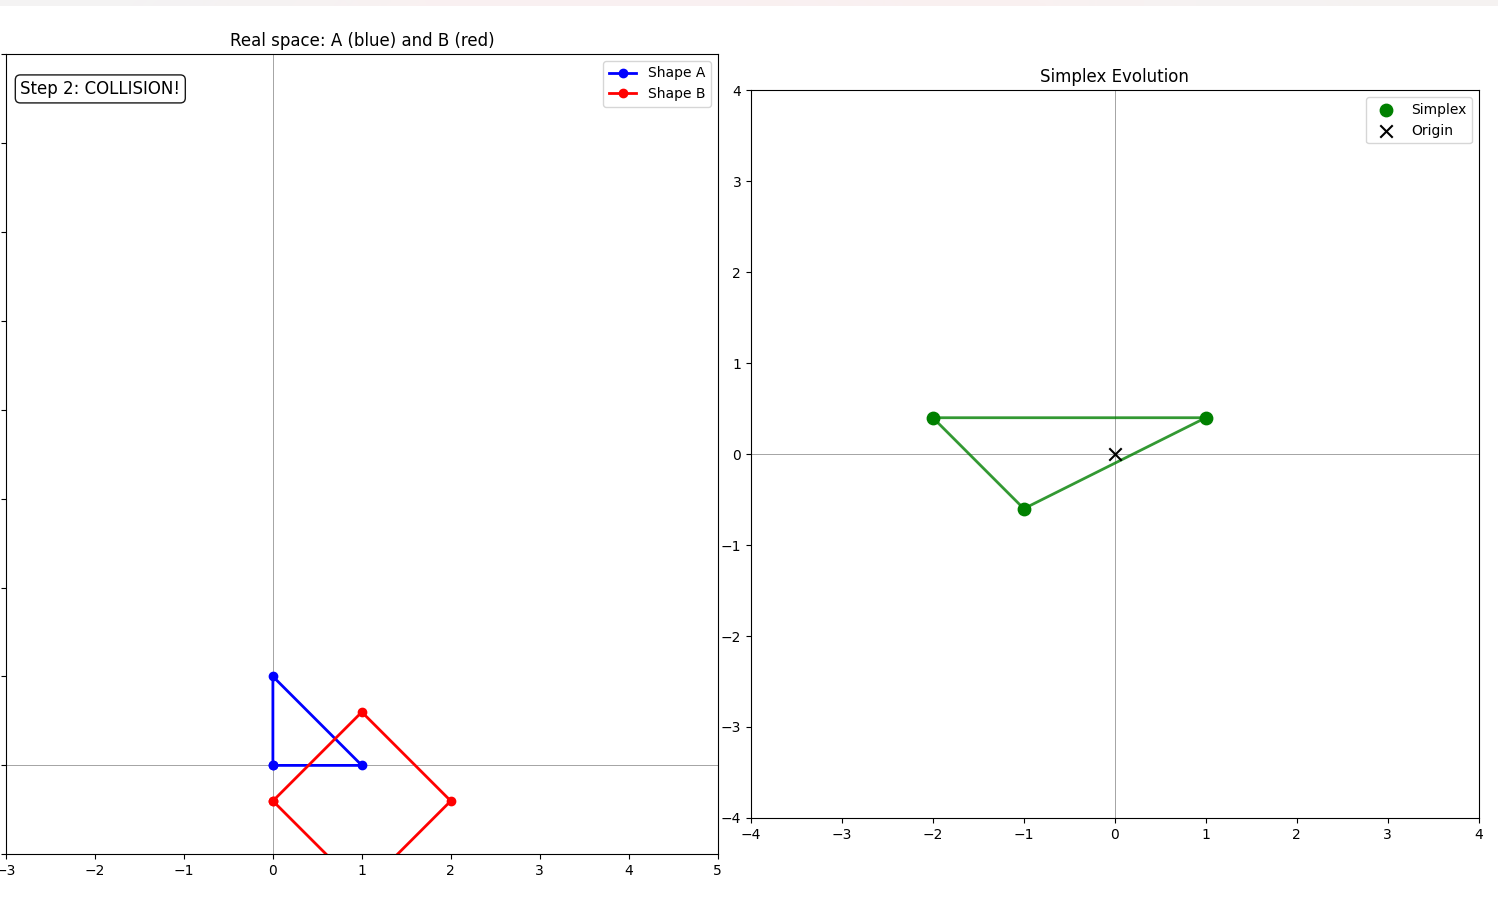 Real space: A (blue) and B (red)
Step 2: COLLISION!
Shape A
Shape B
−3 −2 −1 0 1 2 3 4 5
Simplex Evolution
Simplex
Origin
4
3
2
1
0
−1
−2
−3
−4
−4 −3 −2 −1 0 1 2 3 4